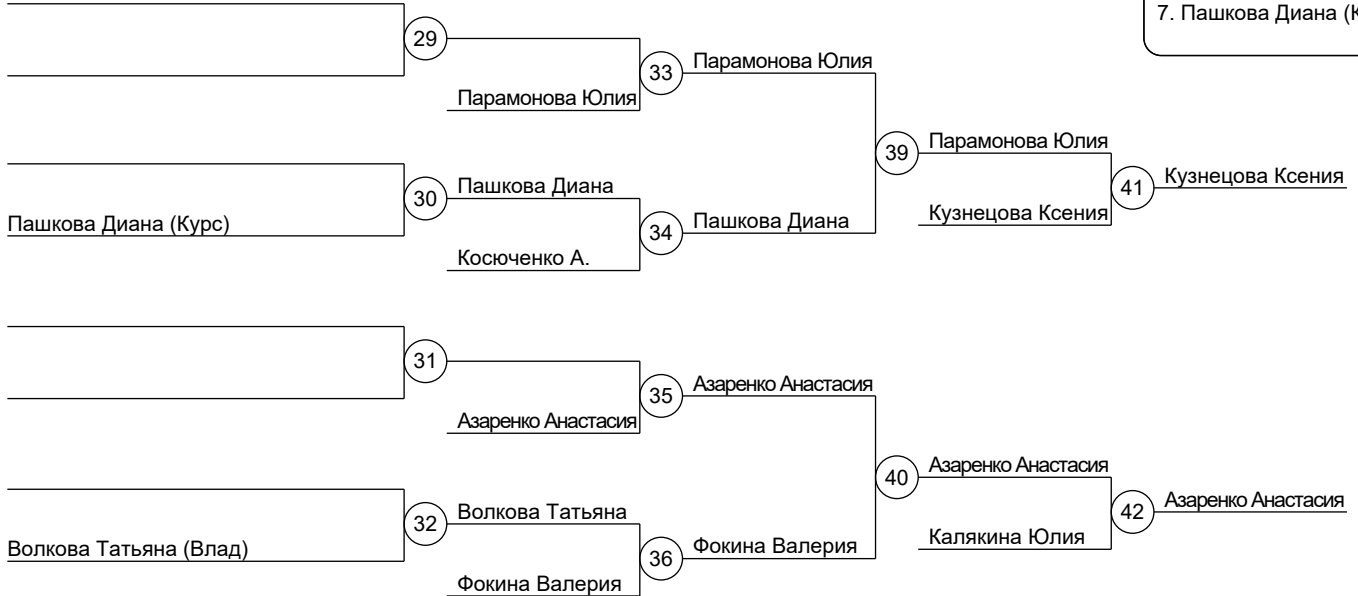 7. Пашкова Диана (К
29
Парамонова Юлия
33
Парамонова Юлия
39
Парамонова Юлия
41
Кузнецова Ксения
Кузнецова Ксения
Пашкова Диана (Курс)
30
Пашкова Диана
34
Пашкова Диана
Косюченко А.
31
35
Азаренко Анастасия
Азаренко Анастасия
40
Азаренко Анастасия
42
Азаренко Анастасия
Калякина Юлия
Волкова Татьяна (Влад)
32
Волкова Татьяна
36
Фокина Валерия
Фокина Валерия